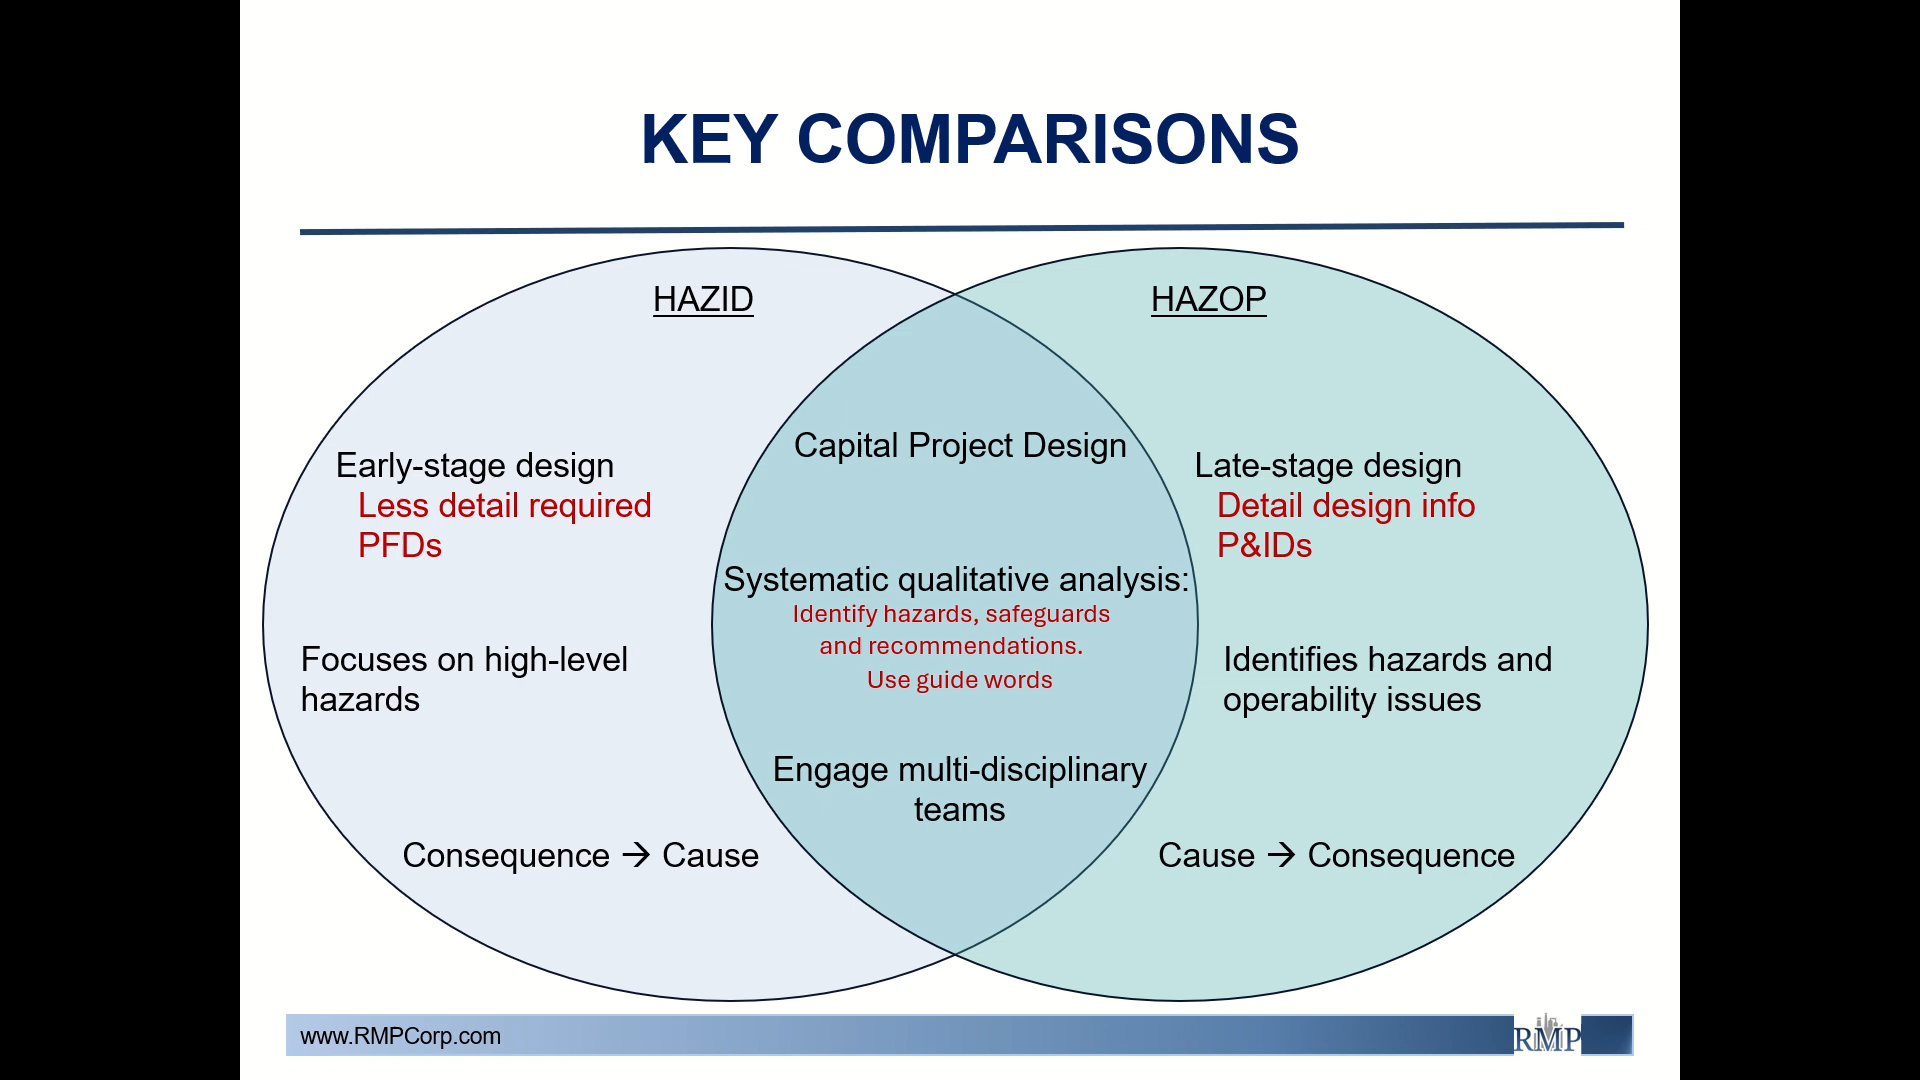 KEY COMPARISONS
HAZID
Early-stage design
Less detail required
PFDs
Focuses on high-level
hazards
Consequence → Cause
Capital Project Design
Systematic qualitative analysis:
Identify hazards, safeguards
and recommendations.
Use guide words
Engage multi-disciplinary
teams
HAZOP
Late-stage design
Detail design info
P&IDs
Identifies hazards and
operability issues
Cause → Consequence
www.RMPCorp.com
RMP